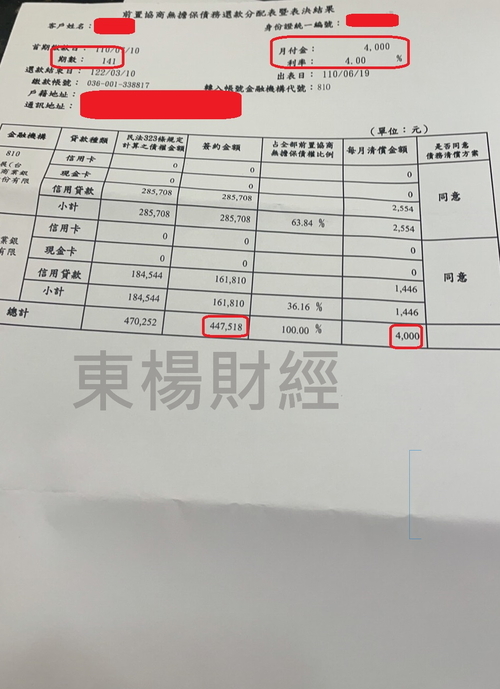 前置協商無擔保債務還款分配表暨表決結果
客戶姓名：
身份證統一編號：
首期繳款日：110/07/10
月付金： 4,000
期數： 141
利率： 4.00 %
還款結束日：122/03/10
出表日：110/06/19
繳款帳號：036-001-338817
轉入帳號金融機構代號：810
戶籍地址：
通訊地址：
（單位：元）
金融機構 貸款種類 民法323條規定計算之債權金額 簽約金額 占全部前置協商無擔保債權比例 每月清償金額 是否同意債務清償方案
810
商業銀
份有限
信用卡 0 0 0
現金卡 0 0 0
信用貸款 285,708 285,708 2,554
小計 285,708 285,708 63.84 % 2,554
同意
業銀
有限
信用卡 0 0 0
現金卡 0 0 0
信用貸款 184,544 161,810 1,446
小計 184,544 161,810 36.16 % 1,446
同意
總計 470,252 447,518 100.00 % 4,000
東楊財經